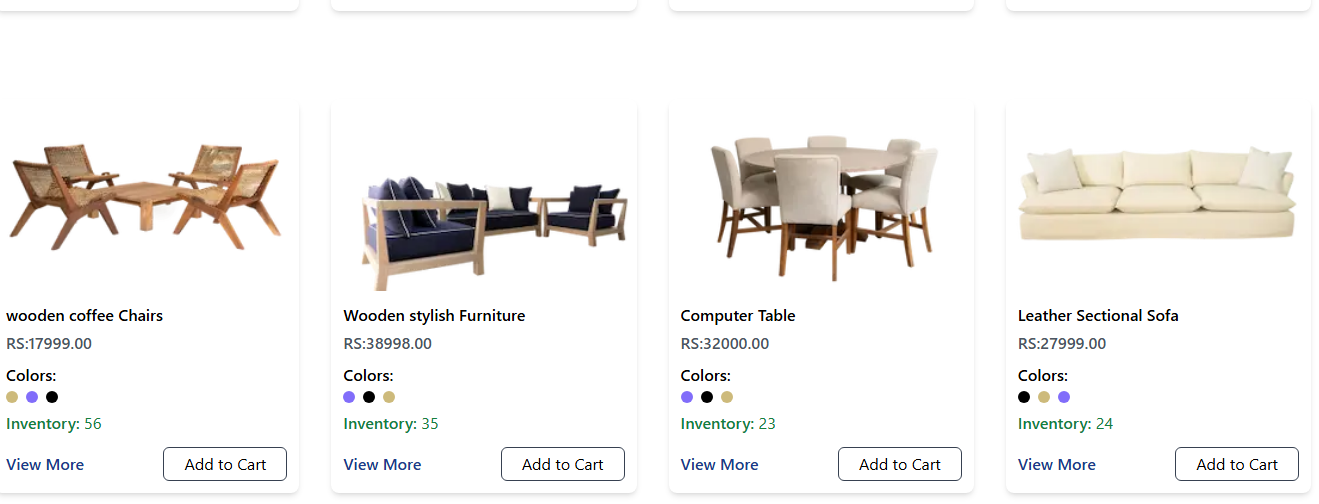 wooden coffee Chairs
RS:17999.00
Colors:
Inventory: 56
View More
Add to Cart
Wooden stylish Furniture
RS:38998.00
Colors:
Inventory: 35
View More
Add to Cart
Computer Table
RS:32000.00
Colors:
Inventory: 23
View More
Add to Cart
Leather Sectional Sofa
RS:27999.00
Colors:
Inventory: 24
View More
Add to Cart